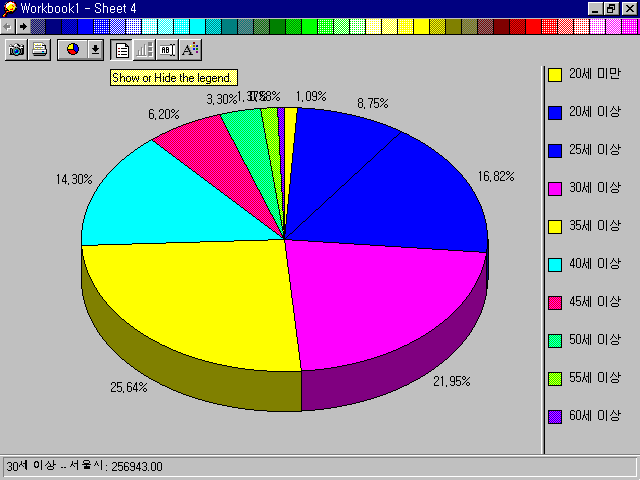 Workbook1 - Sheet 4
Show or Hide the legend.
1,09%
8,75%
16,82%
21,95%
25,64%
14,30%
6,20%
3,30%
20세 미만
20세 이상
25세 이상
30세 이상
35세 이상
40세 이상
45세 이상
50세 이상
55세 이상
60세 이상
30세 이상 -- 서울시: 256943.00